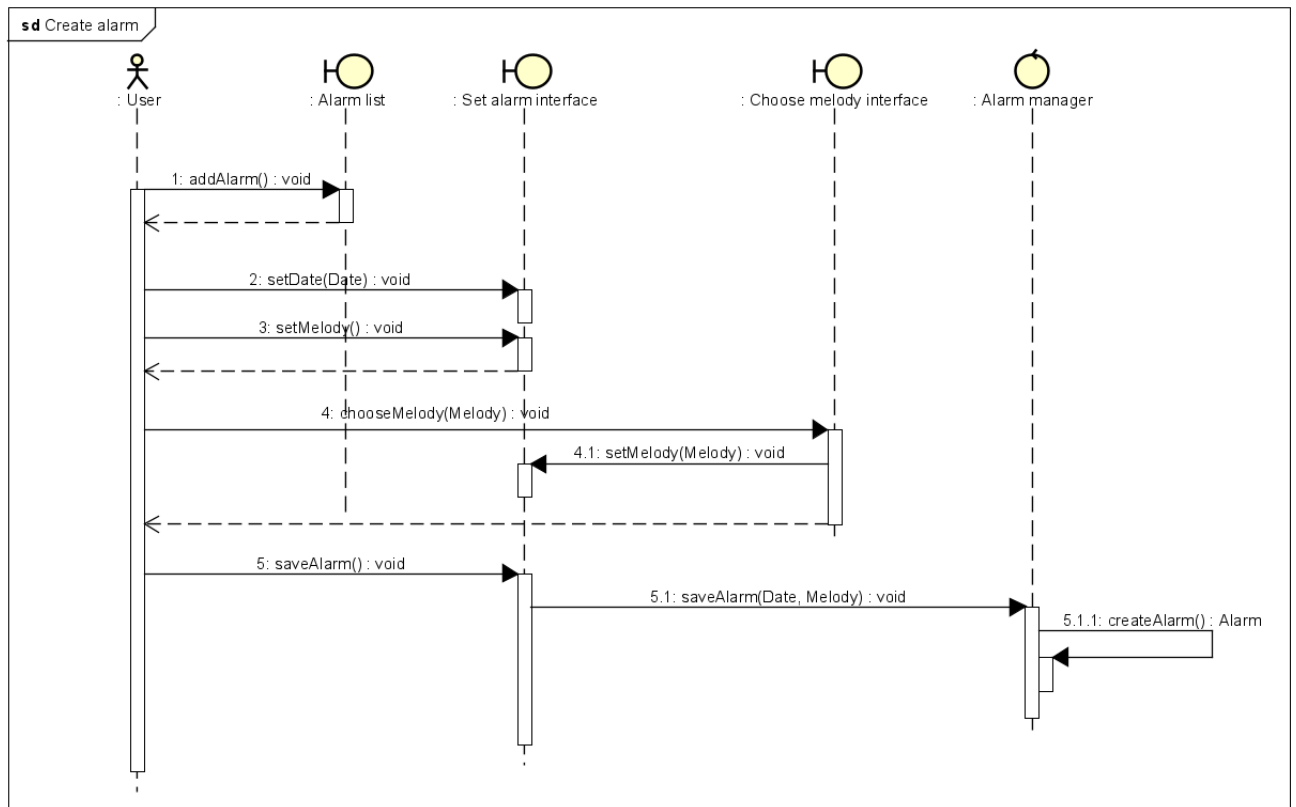 sd Create alarm
: User
: Alarm list
: Set alarm interface
: Choose melody interface
: Alarm manager
1: addAlarm() : void
2: setDate(Date) : void
3: setMelody() : void
4: chooseMelody(Melody) : void
4.1: setMelody(Melody) : void
5: saveAlarm() : void
5.1: saveAlarm(Date, Melody) : void
5.1.1: createAlarm() : Alarm